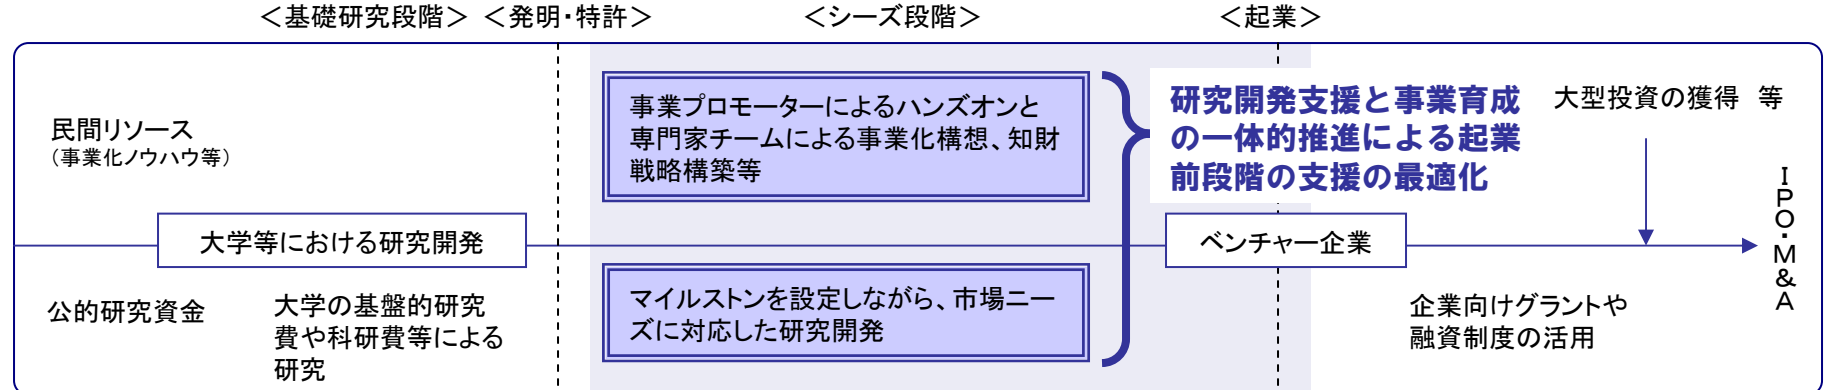 <基礎研究段階>
<発明・特許>
<シーズ段階>
<起業>
民間リソース
(事業化ノウハウ等)
事業プロモーターによるハンズオンと
専門家チームによる事業化構想、知財
戦略構築等
研究開発支援と事業育成
の一体的推進による起業
前段階の支援の最適化
大型投資の獲得 等
大学等における研究開発
ベンチャー企業
IPO・M&A
公的研究資金
大学の基盤的研究
費や科研費等による
研究
マイルストンを設定しながら、市場ニー
ズに対応した研究開発
企業向けグラントや
融資制度の活用